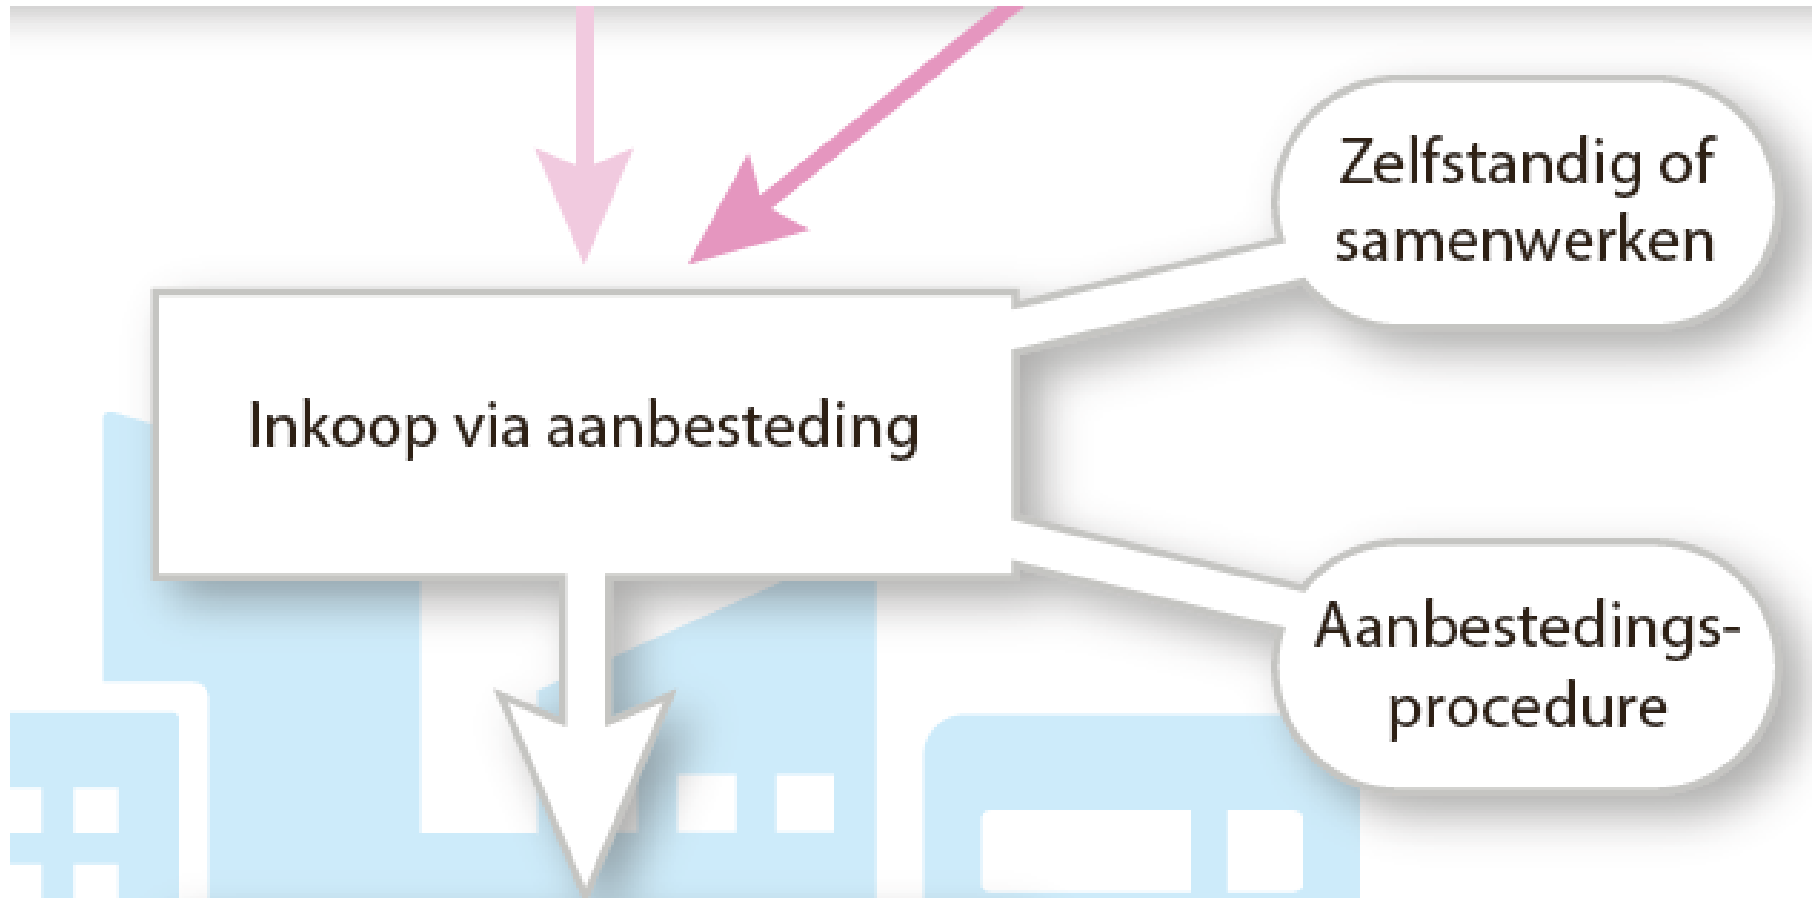 Zelfstandig of
samenwerken
Inkoop via aanbesteding
Aanbestedings-
procedure